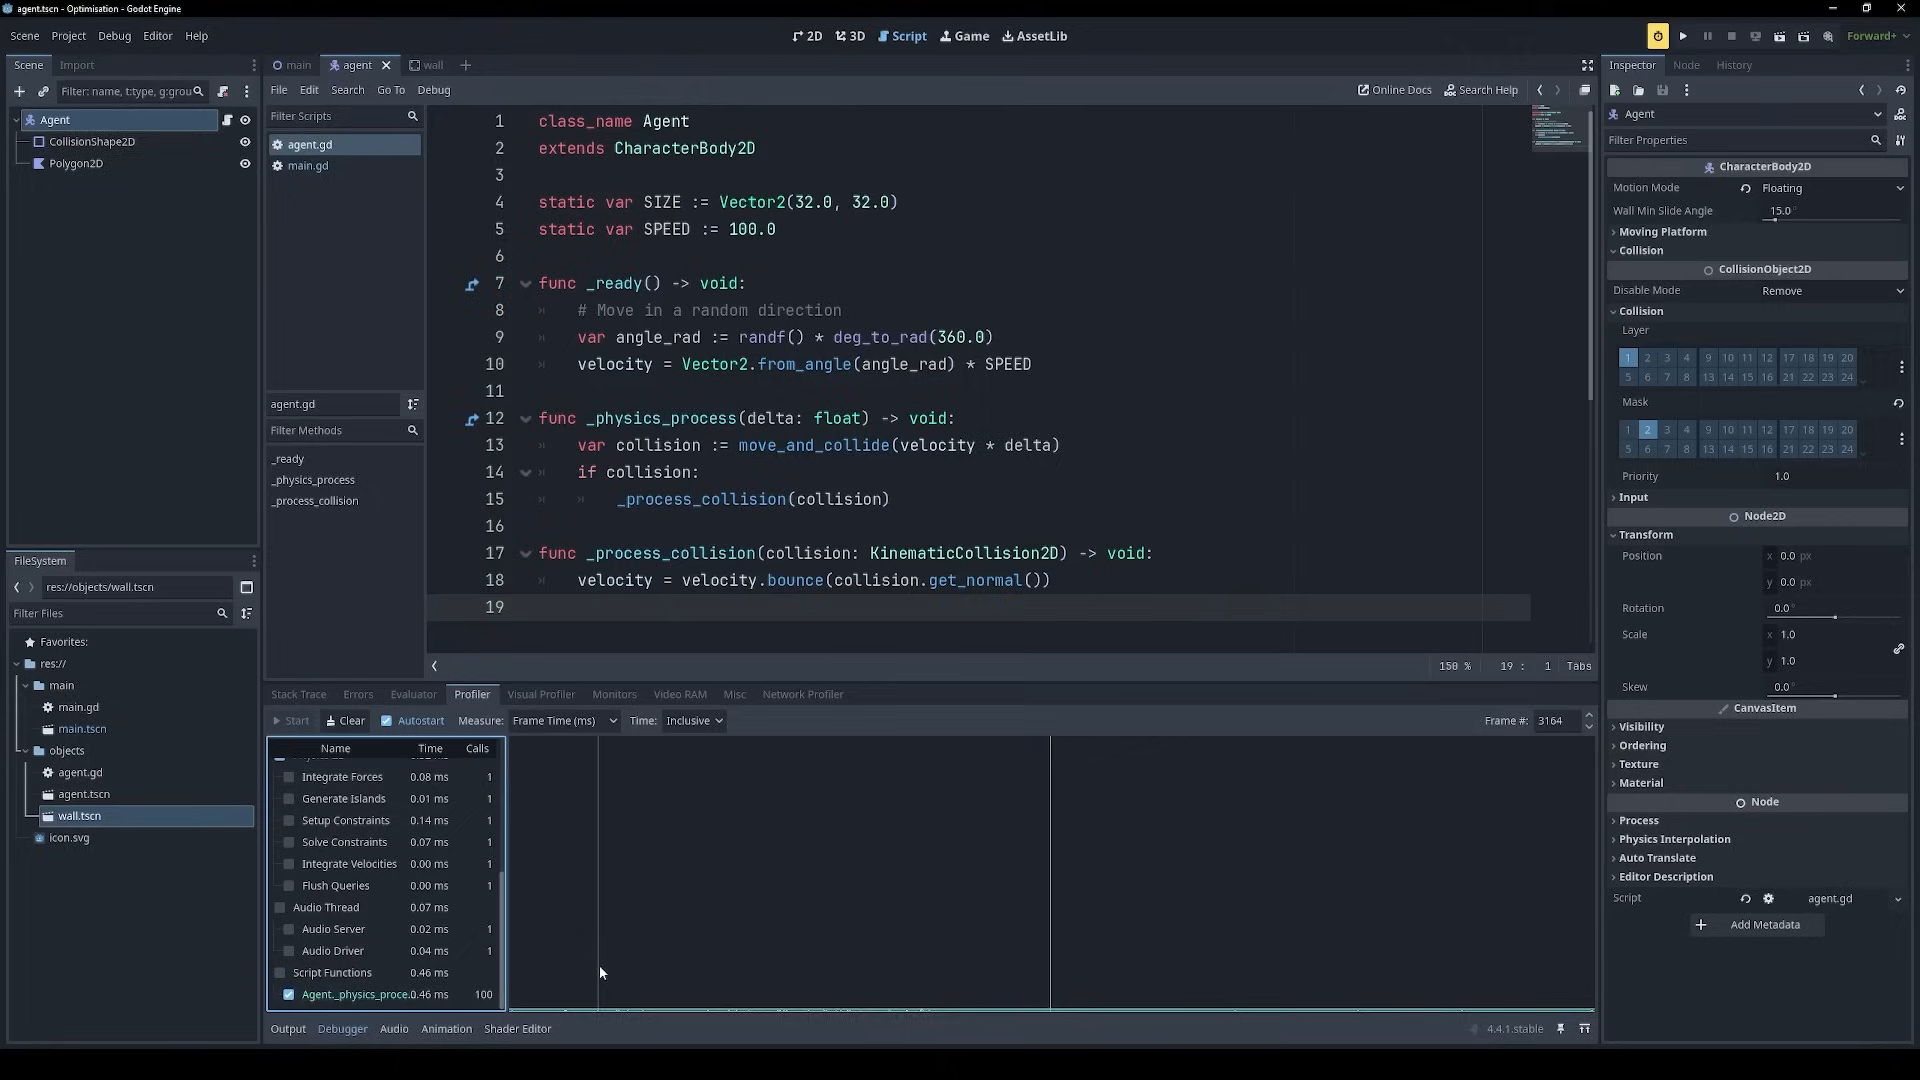 agent.tscn - Optimisation - Godot Engine
Scene Project Debug Editor Help
2D 3D Script Game AssetLib
Forward+
Scene Import
main agent wall
Inspector Node History
Filter: name, t:type, g:grou
File Edit Search Go To Debug
Online Docs Search Help
Agent
CollisionShape2D
Polygon2D
Filter Scripts
agent.gd
main.gd
agent.gd
Filter Methods
_ready
_physics_process
_process_collision
1 class_name Agent
2 extends CharacterBody2D
3
4 static var SIZE := Vector2(32.0, 32.0)
5 static var SPEED := 100.0
6
7 func _ready() -> void:
8 # Move in a random direction
9 var angle_rad := randf() * deg_to_rad(360.0)
10 velocity = Vector2.from_angle(angle_rad) * SPEED
11
12 func _physics_process(delta: float) -> void:
13 var collision := move_and_collide(velocity * delta)
14 if collision:
15 _process_collision(collision)
16
17 func _process_collision(collision: KinematicCollision2D) -> void:
18 velocity = velocity.bounce(collision.get_normal())
19
150 % 19 : 1 Tabs
FileSystem
res://objects/wall.tscn
Filter Files
Favorites:
res://
main
main.gd
main.tscn
objects
agent.gd
agent.tscn
wall.tscn
icon.svg
Stack Trace Errors Evaluator Profiler Visual Profiler Monitors Video RAM Misc Network Profiler
Start Clear Autostart Measure: Frame Time (ms) Time: Inclusive Frame #: 3164
Name Time Calls
Integrate Forces 0.08 ms 1
Generate Islands 0.01 ms 1
Setup Constraints 0.14 ms 1
Solve Constraints 0.07 ms 1
Integrate Velocities 0.00 ms 1
Flush Queries 0.00 ms 1
Audio Thread 0.07 ms
Audio Server 0.02 ms 1
Audio Driver 0.04 ms 1
Script Functions 0.46 ms
Agent._physics_proce... 0.46 ms 100
Output Debugger Audio Animation Shader Editor
4.4.1.stable
Agent
Filter Properties
CharacterBody2D
Motion Mode Floating
Wall Min Slide Angle 15.0 °
Moving Platform
Collision
CollisionObject2D
Disable Mode Remove
Collision
Layer
1 2 3 4 9 10 11 12 17 18 19 20
5 6 7 8 13 14 15 16 21 22 23 24
Mask
1 2 3 4 9 10 11 12 17 18 19 20
5 6 7 8 13 14 15 16 21 22 23 24
Priority 1.0
Input
Node2D
Transform
Position x 0.0 px
y 0.0 px
Rotation 0.0 °
Scale x 1.0
y 1.0
Skew 0.0 °
CanvasItem
Visibility
Ordering
Texture
Material
Node
Process
Physics Interpolation
Auto Translate
Editor Description
Script agent.gd
Add Metadata